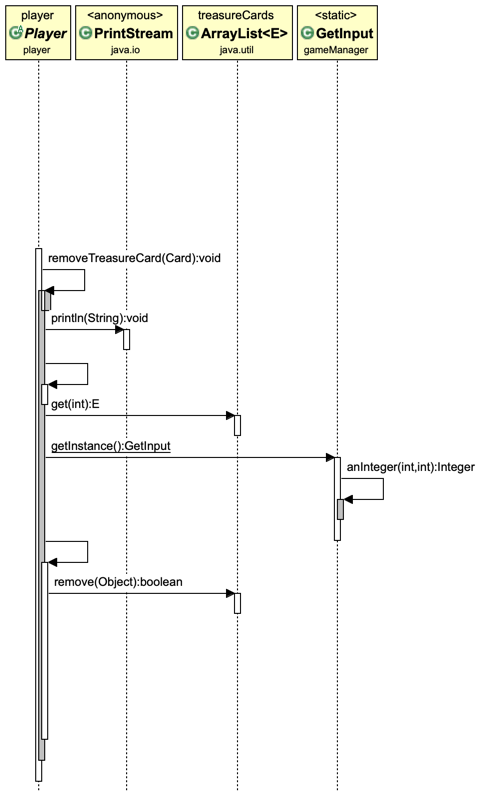 player
Player
player
<anonymous>
PrintStream
java.io
treasureCards
ArrayList<E>
java.util
<static>
GetInput
gameManager
removeTreasureCard(Card):void
println(String):void
get(int):E
getInstance():GetInput
anInteger(int,int):Integer
remove(Object):boolean